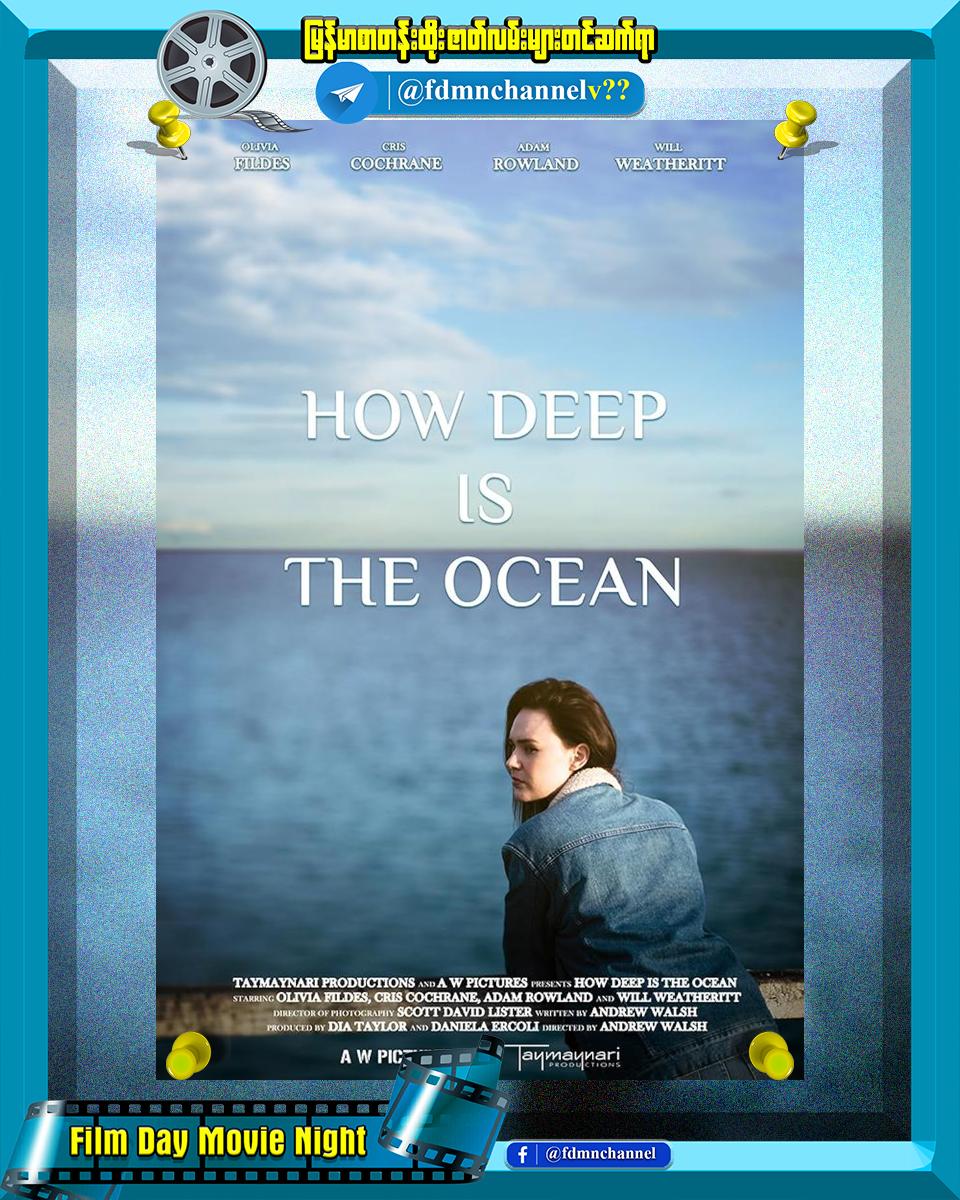 မြန်မာစာတန်းထိုးဇာတ်လမ်းများတင်ဆက်ရာ
@fdmnchannelv??
OLIVIA FILDES
CRIS COCHRANE
ADAM ROWLAND
WILL WEATHERITT
HOW DEEP
IS
THE OCEAN
TAYMAYNARI PRODUCTIONS AND A W PICTURES PRESENTS HOW DEEP IS THE OCEAN
STARRING OLIVIA FILDES, CRIS COCHRANE, ADAM ROWLAND AND WILL WEATHERITT
DIRECTOR OF PHOTOGRAPHY SCOTT DAVID LISTER WRITTEN BY ANDREW WALSH
PRODUCED BY DIA TAYLOR AND DANIELA ERCOLI DIRECTED BY ANDREW WALSH
A W
Taymaynari
PRODUCTIONS
Film Day Movie Night
f @fdmnchannel